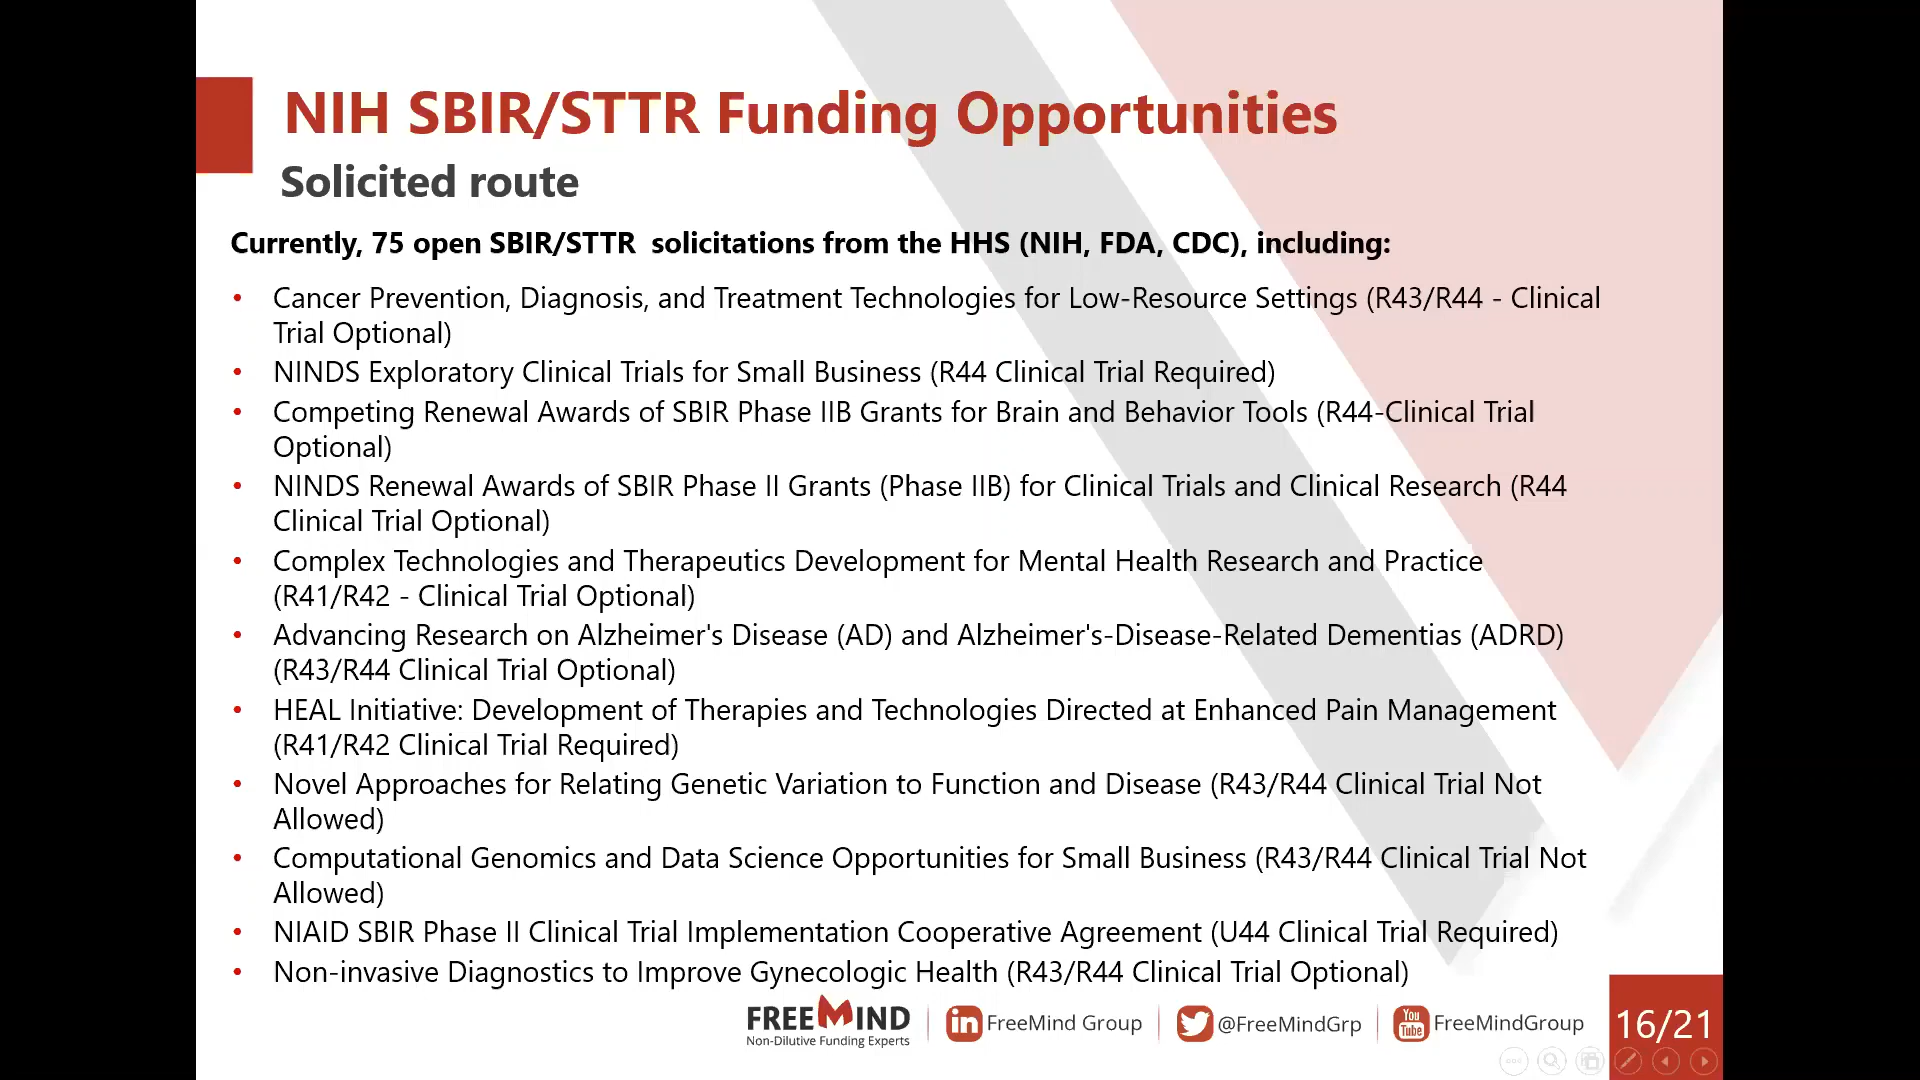 NIH SBIR/STTR Funding Opportunities
Solicited route
Currently, 75 open SBIR/STTR  solicitations from the HHS (NIH, FDA, CDC), including:
• Cancer Prevention, Diagnosis, and Treatment Technologies for Low-Resource Settings (R43/R44 - Clinical
Trial Optional)
• NINDS Exploratory Clinical Trials for Small Business (R44 Clinical Trial Required)
• Competing Renewal Awards of SBIR Phase IIB Grants for Brain and Behavior Tools (R44-Clinical Trial
Optional)
• NINDS Renewal Awards of SBIR Phase II Grants (Phase IIB) for Clinical Trials and Clinical Research (R44
Clinical Trial Optional)
• Complex Technologies and Therapeutics Development for Mental Health Research and Practice
(R41/R42 - Clinical Trial Optional)
• Advancing Research on Alzheimer's Disease (AD) and Alzheimer's-Disease-Related Dementias (ADRD)
(R43/R44 Clinical Trial Optional)
• HEAL Initiative: Development of Therapies and Technologies Directed at Enhanced Pain Management
(R41/R42 Clinical Trial Required)
• Novel Approaches for Relating Genetic Variation to Function and Disease (R43/R44 Clinical Trial Not
Allowed)
• Computational Genomics and Data Science Opportunities for Small Business (R43/R44 Clinical Trial Not
Allowed)
• NIAID SBIR Phase II Clinical Trial Implementation Cooperative Agreement (U44 Clinical Trial Required)
• Non-invasive Diagnostics to Improve Gynecologic Health (R43/R44 Clinical Trial Optional)
FREEMIND
Non-Dilutive Funding Experts
in FreeMind Group
@FreeMindGrp
You Tube FreeMindGroup
16/21